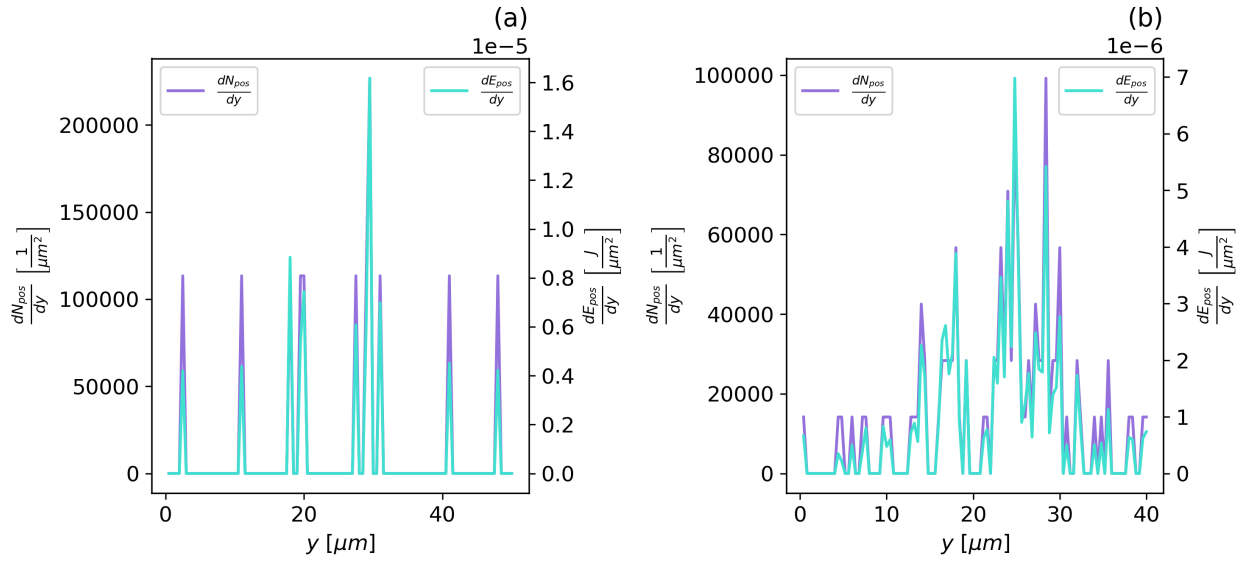 (a)
1e−5
dN_pos/dy
dE_pos/dy
200000
150000
100000
50000
0
1.6
1.4
1.2
1.0
0.8
0.6
0.4
0.2
0.0
dN_pos/dy [1/μm²]
dE_pos/dy [J/μm²]
0 20 40
y [μm]
(b)
1e−6
dN_pos/dy
dE_pos/dy
100000
80000
60000
40000
20000
0
7
6
5
4
3
2
1
0
dN_pos/dy [1/μm²]
dE_pos/dy [J/μm²]
0 10 20 30 40
y [μm]